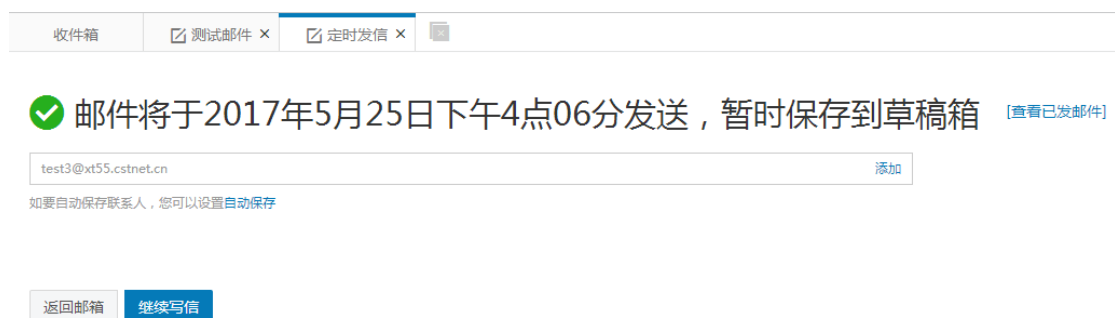 收件箱 测试邮件 × 定时发信 ×
邮件将于2017年5月25日下午4点06分发送，暂时保存到草稿箱 [查看已发邮件]
test3@xt55.cstnet.cn 添加
如要自动保存联系人，您可以设置自动保存
返回邮箱 继续写信